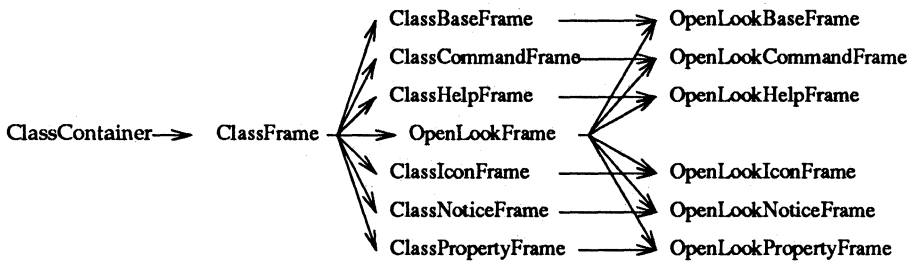 ClassBaseFrame OpenLookBaseFrame
ClassCommandFrame OpenLookCommandFrame
ClassHelpFrame OpenLookHelpFrame
ClassContainer ClassFrame OpenLookFrame
ClassIconFrame OpenLookIconFrame
ClassNoticeFrame OpenLookNoticeFrame
ClassPropertyFrame OpenLookPropertyFrame